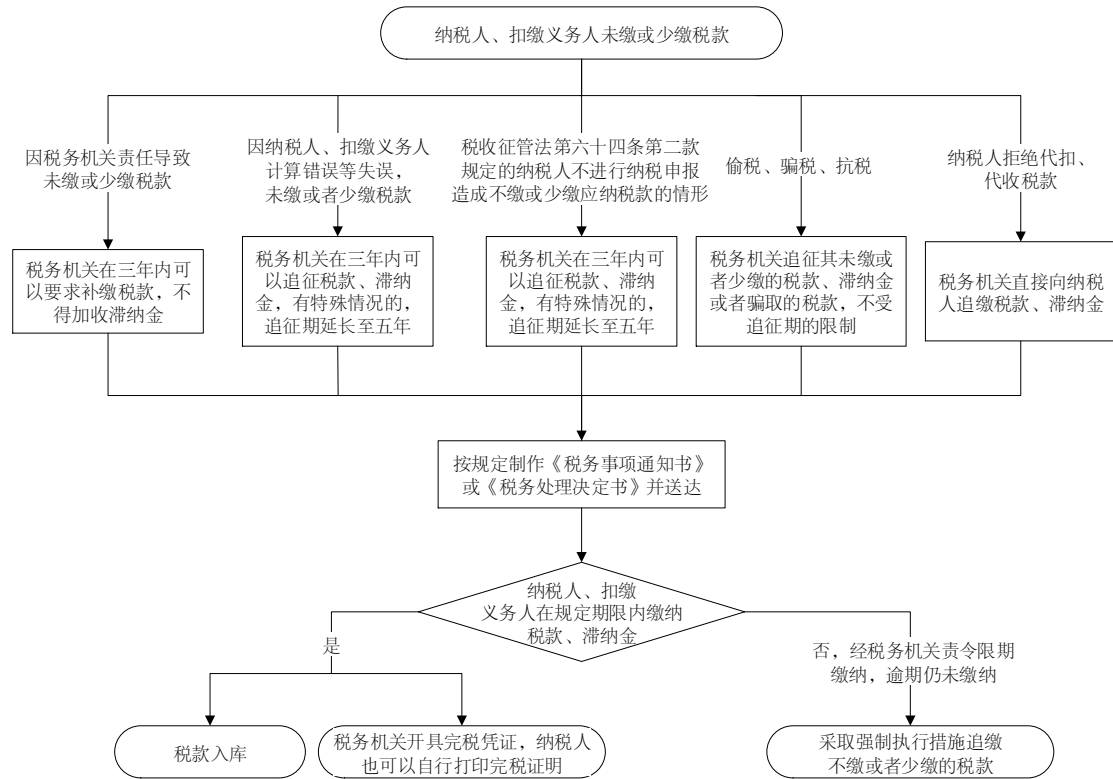 纳税人、扣缴义务人未缴或少缴税款
因税务机关责任导致
未缴或少缴税款
因纳税人、扣缴义务人
计算错误等失误，
未缴或者少缴税款
税收征管法第六十四条第二款
规定的纳税人不进行纳税申报
造成不缴或少缴应纳税款的情形
偷税、骗税、抗税
纳税人拒绝代扣、
代收税款
税务机关在三年内可
以要求补缴税款，不
得加收滞纳金
税务机关在三年内可
以追征税款、滞纳
金，有特殊情况的，
追征期延长至五年
税务机关在三年内可
以追征税款、滞纳
金，有特殊情况的，
追征期延长至五年
税务机关追征其未缴或
者少缴的税款、滞纳金
或者骗取的税款，不受
追征期的限制
税务机关直接向纳税
人追缴税款、滞纳金
按规定制作《税务事项通知书》
或《税务处理决定书》并送达
纳税人、扣缴
义务人在规定期限内缴纳
税款、滞纳金
是
否，经税务机关责令限期
缴纳，逾期仍未缴纳
税款入库
税务机关开具完税凭证，纳税人
也可以自行打印完税证明
采取强制执行措施追缴
不缴或者少缴的税款